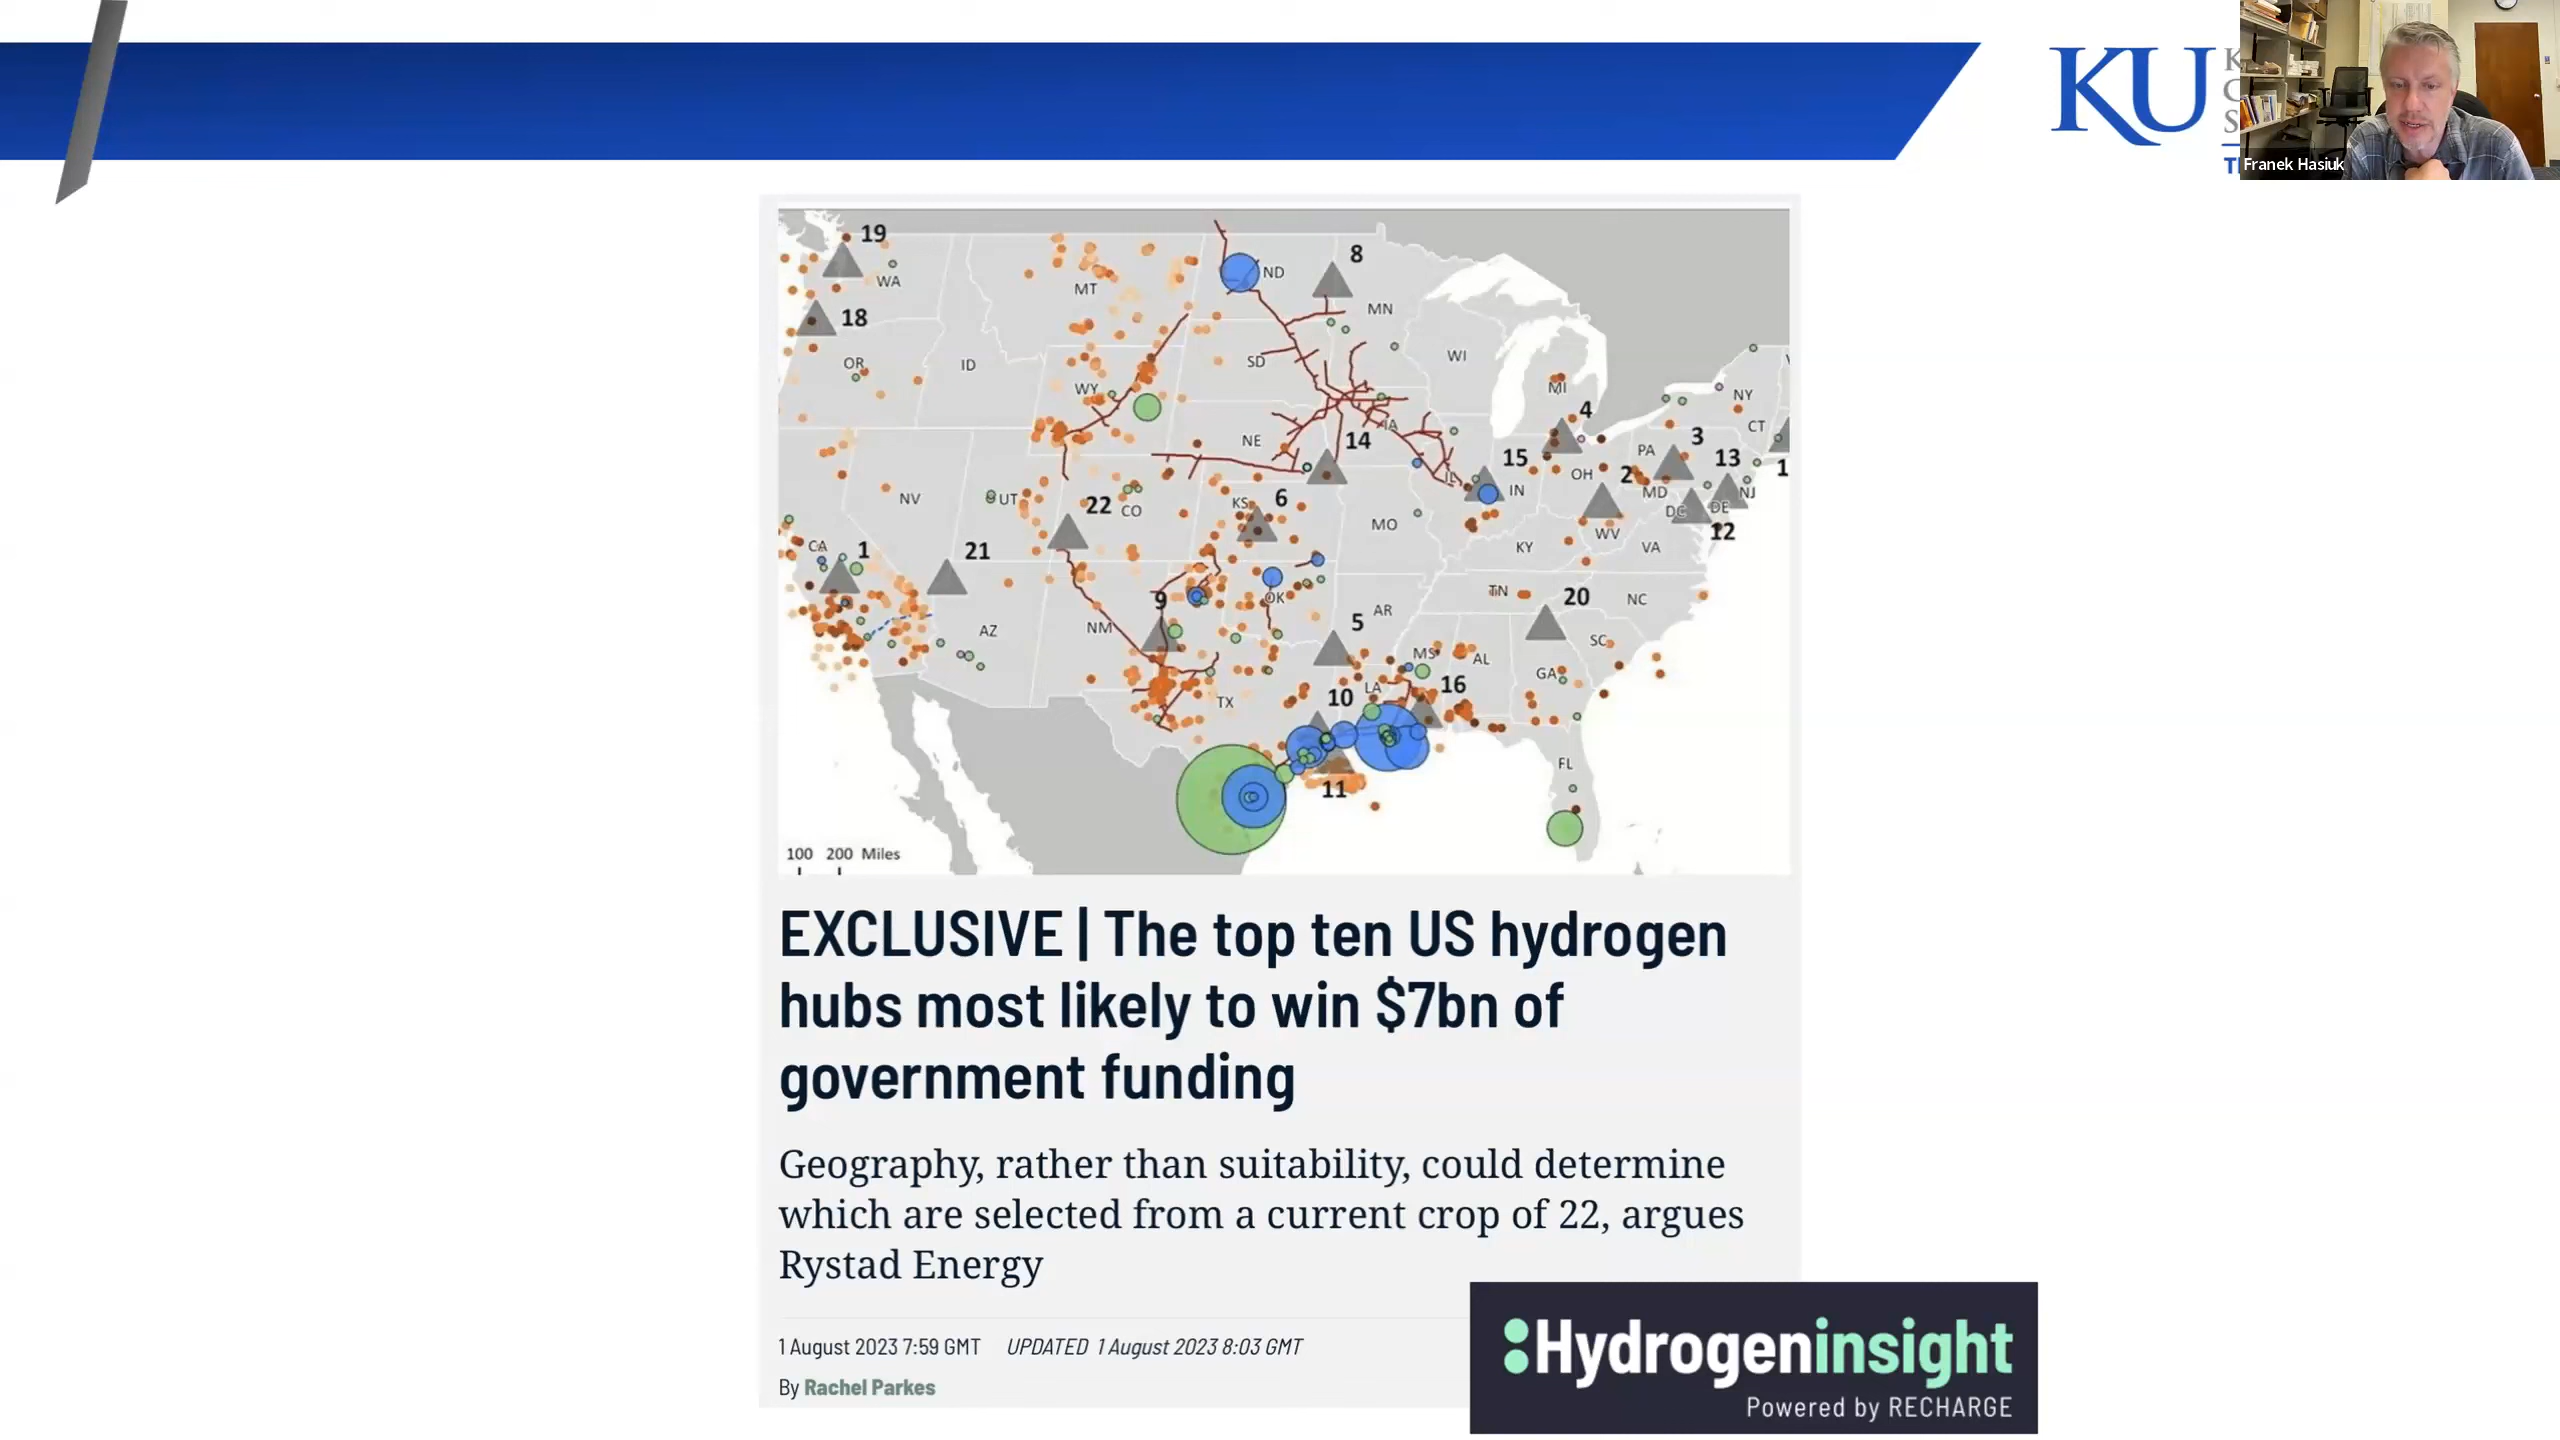 KU
K
C
S
TI
Franek Hasiuk
19
8
WA
MT
ND
18
MN
OR
ID
SD
WI
WY
MI
NY
4
NE
IA
CT
14
3
PA
15
13
NV
UT
22
CO
KS
6
IL
IN
OH
2
MD
NJ
1
MO
DC
DE
WV
12
CA
1
21
KY
VA
9
OK
TN
20
NC
AZ
NM
5
AR
SC
MS
AL
GA
TX
10
LA
16
FL
11
100 200 Miles
EXCLUSIVE | The top ten US hydrogen
hubs most likely to win $7bn of
government funding
Geography, rather than suitability, could determine
which are selected from a current crop of 22, argues
Rystad Energy
1 August 2023 7:59 GMT UPDATED 1 August 2023 8:03 GMT
By Rachel Parkes
Hydrogeninsight
Powered by RECHARGE